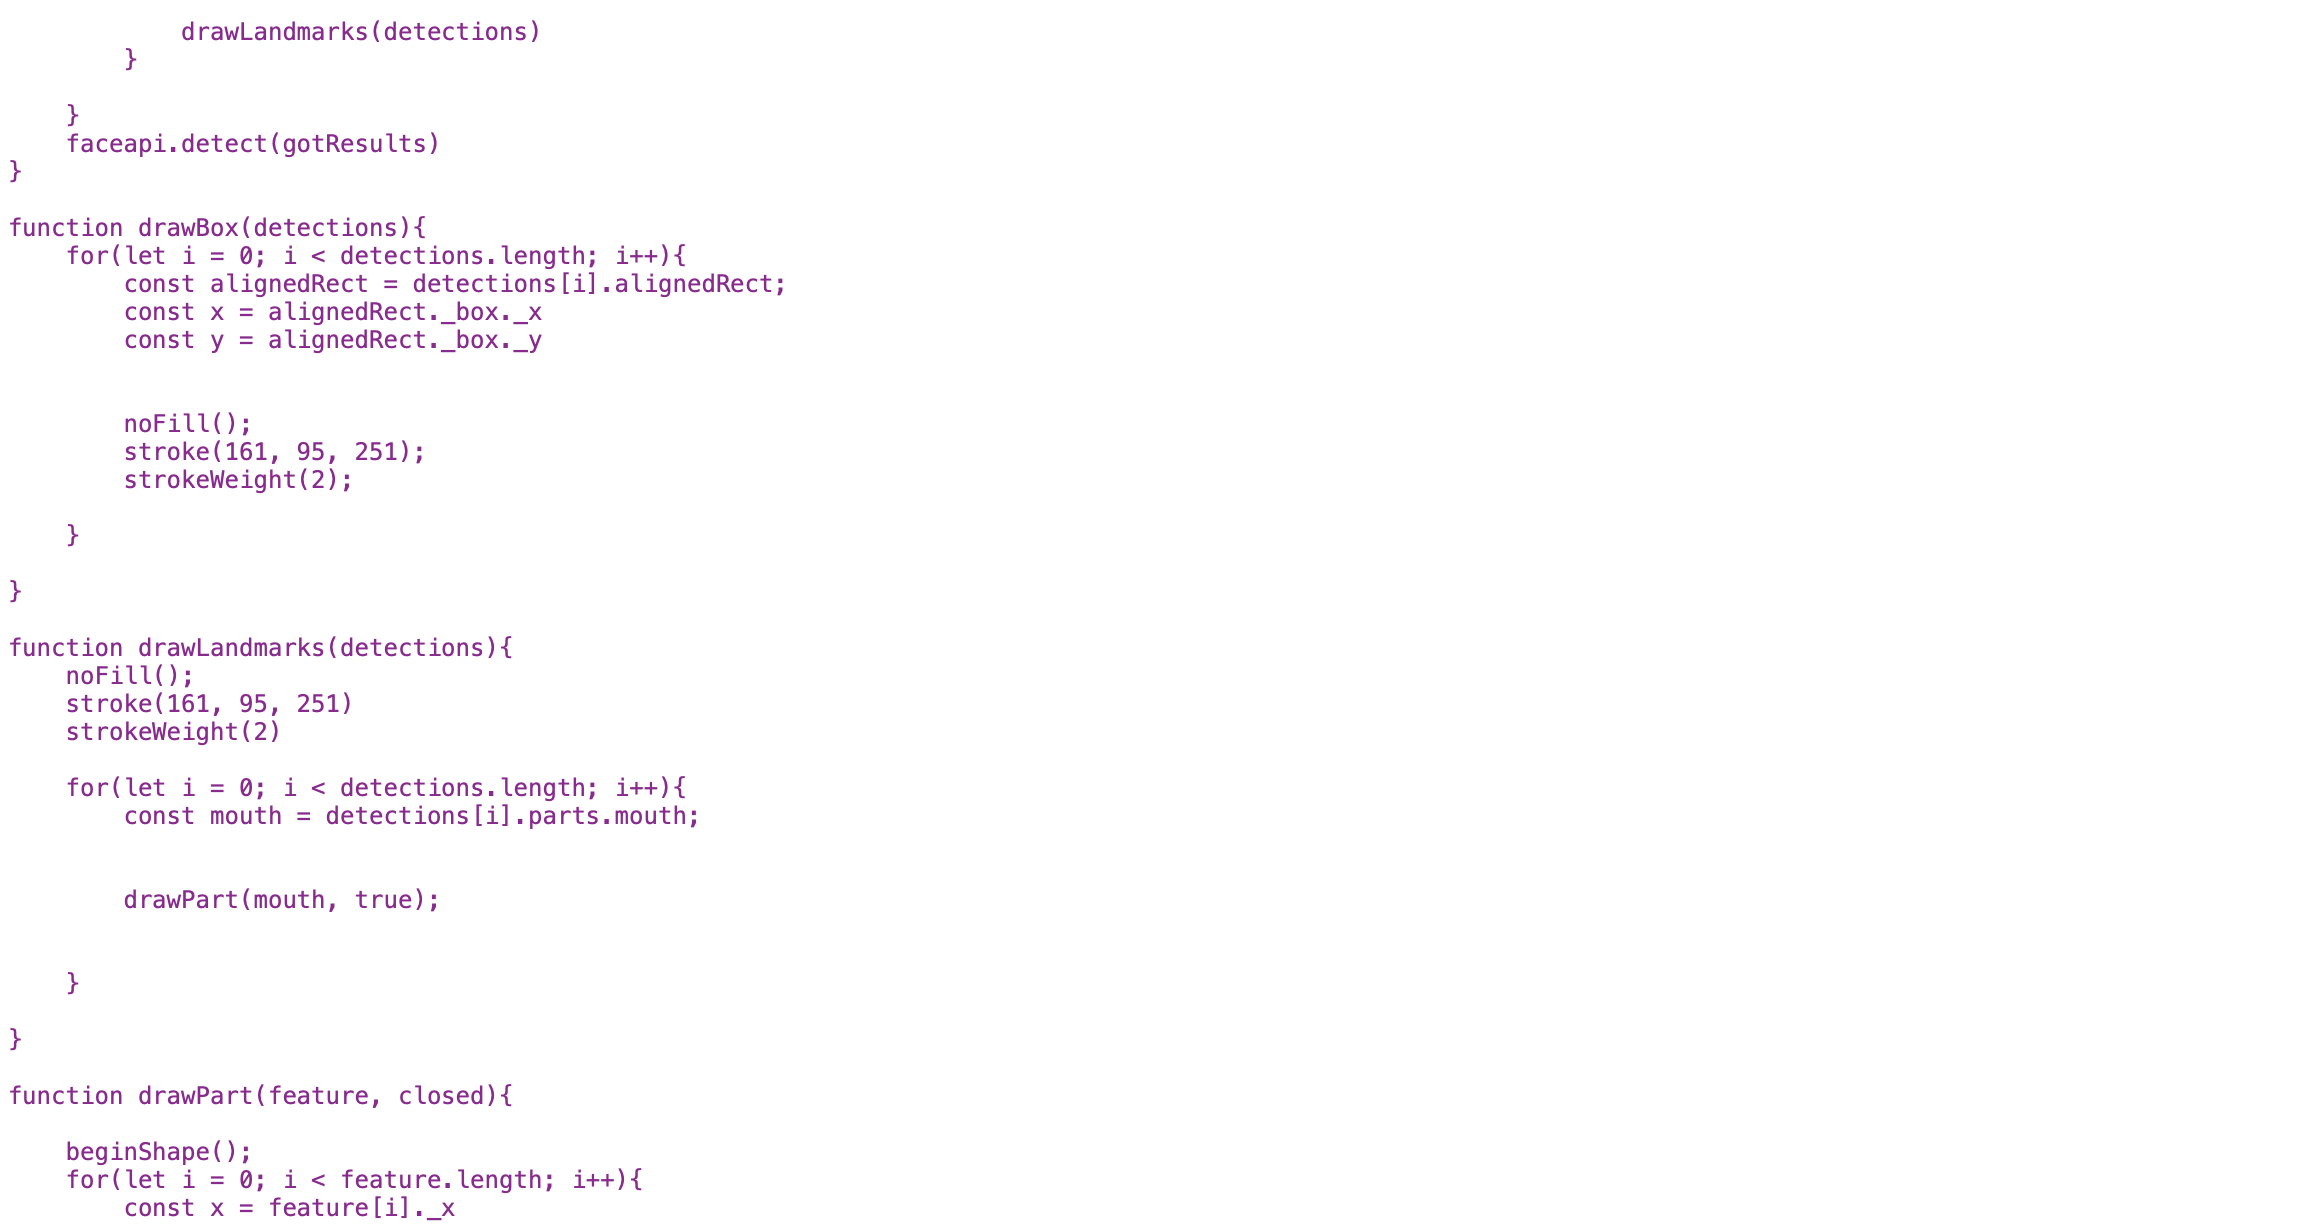 drawLandmarks(detections)
        }

    }
    faceapi.detect(gotResults)
}

function drawBox(detections){
    for(let i = 0; i < detections.length; i++){
        const alignedRect = detections[i].alignedRect;
        const x = alignedRect._box._x
        const y = alignedRect._box._y


        noFill();
        stroke(161, 95, 251);
        strokeWeight(2);

    }

}

function drawLandmarks(detections){
    noFill();
    stroke(161, 95, 251)
    strokeWeight(2)

    for(let i = 0; i < detections.length; i++){
        const mouth = detections[i].parts.mouth;


        drawPart(mouth, true);


    }

}

function drawPart(feature, closed){

    beginShape();
    for(let i = 0; i < feature.length; i++){
        const x = feature[i]._x